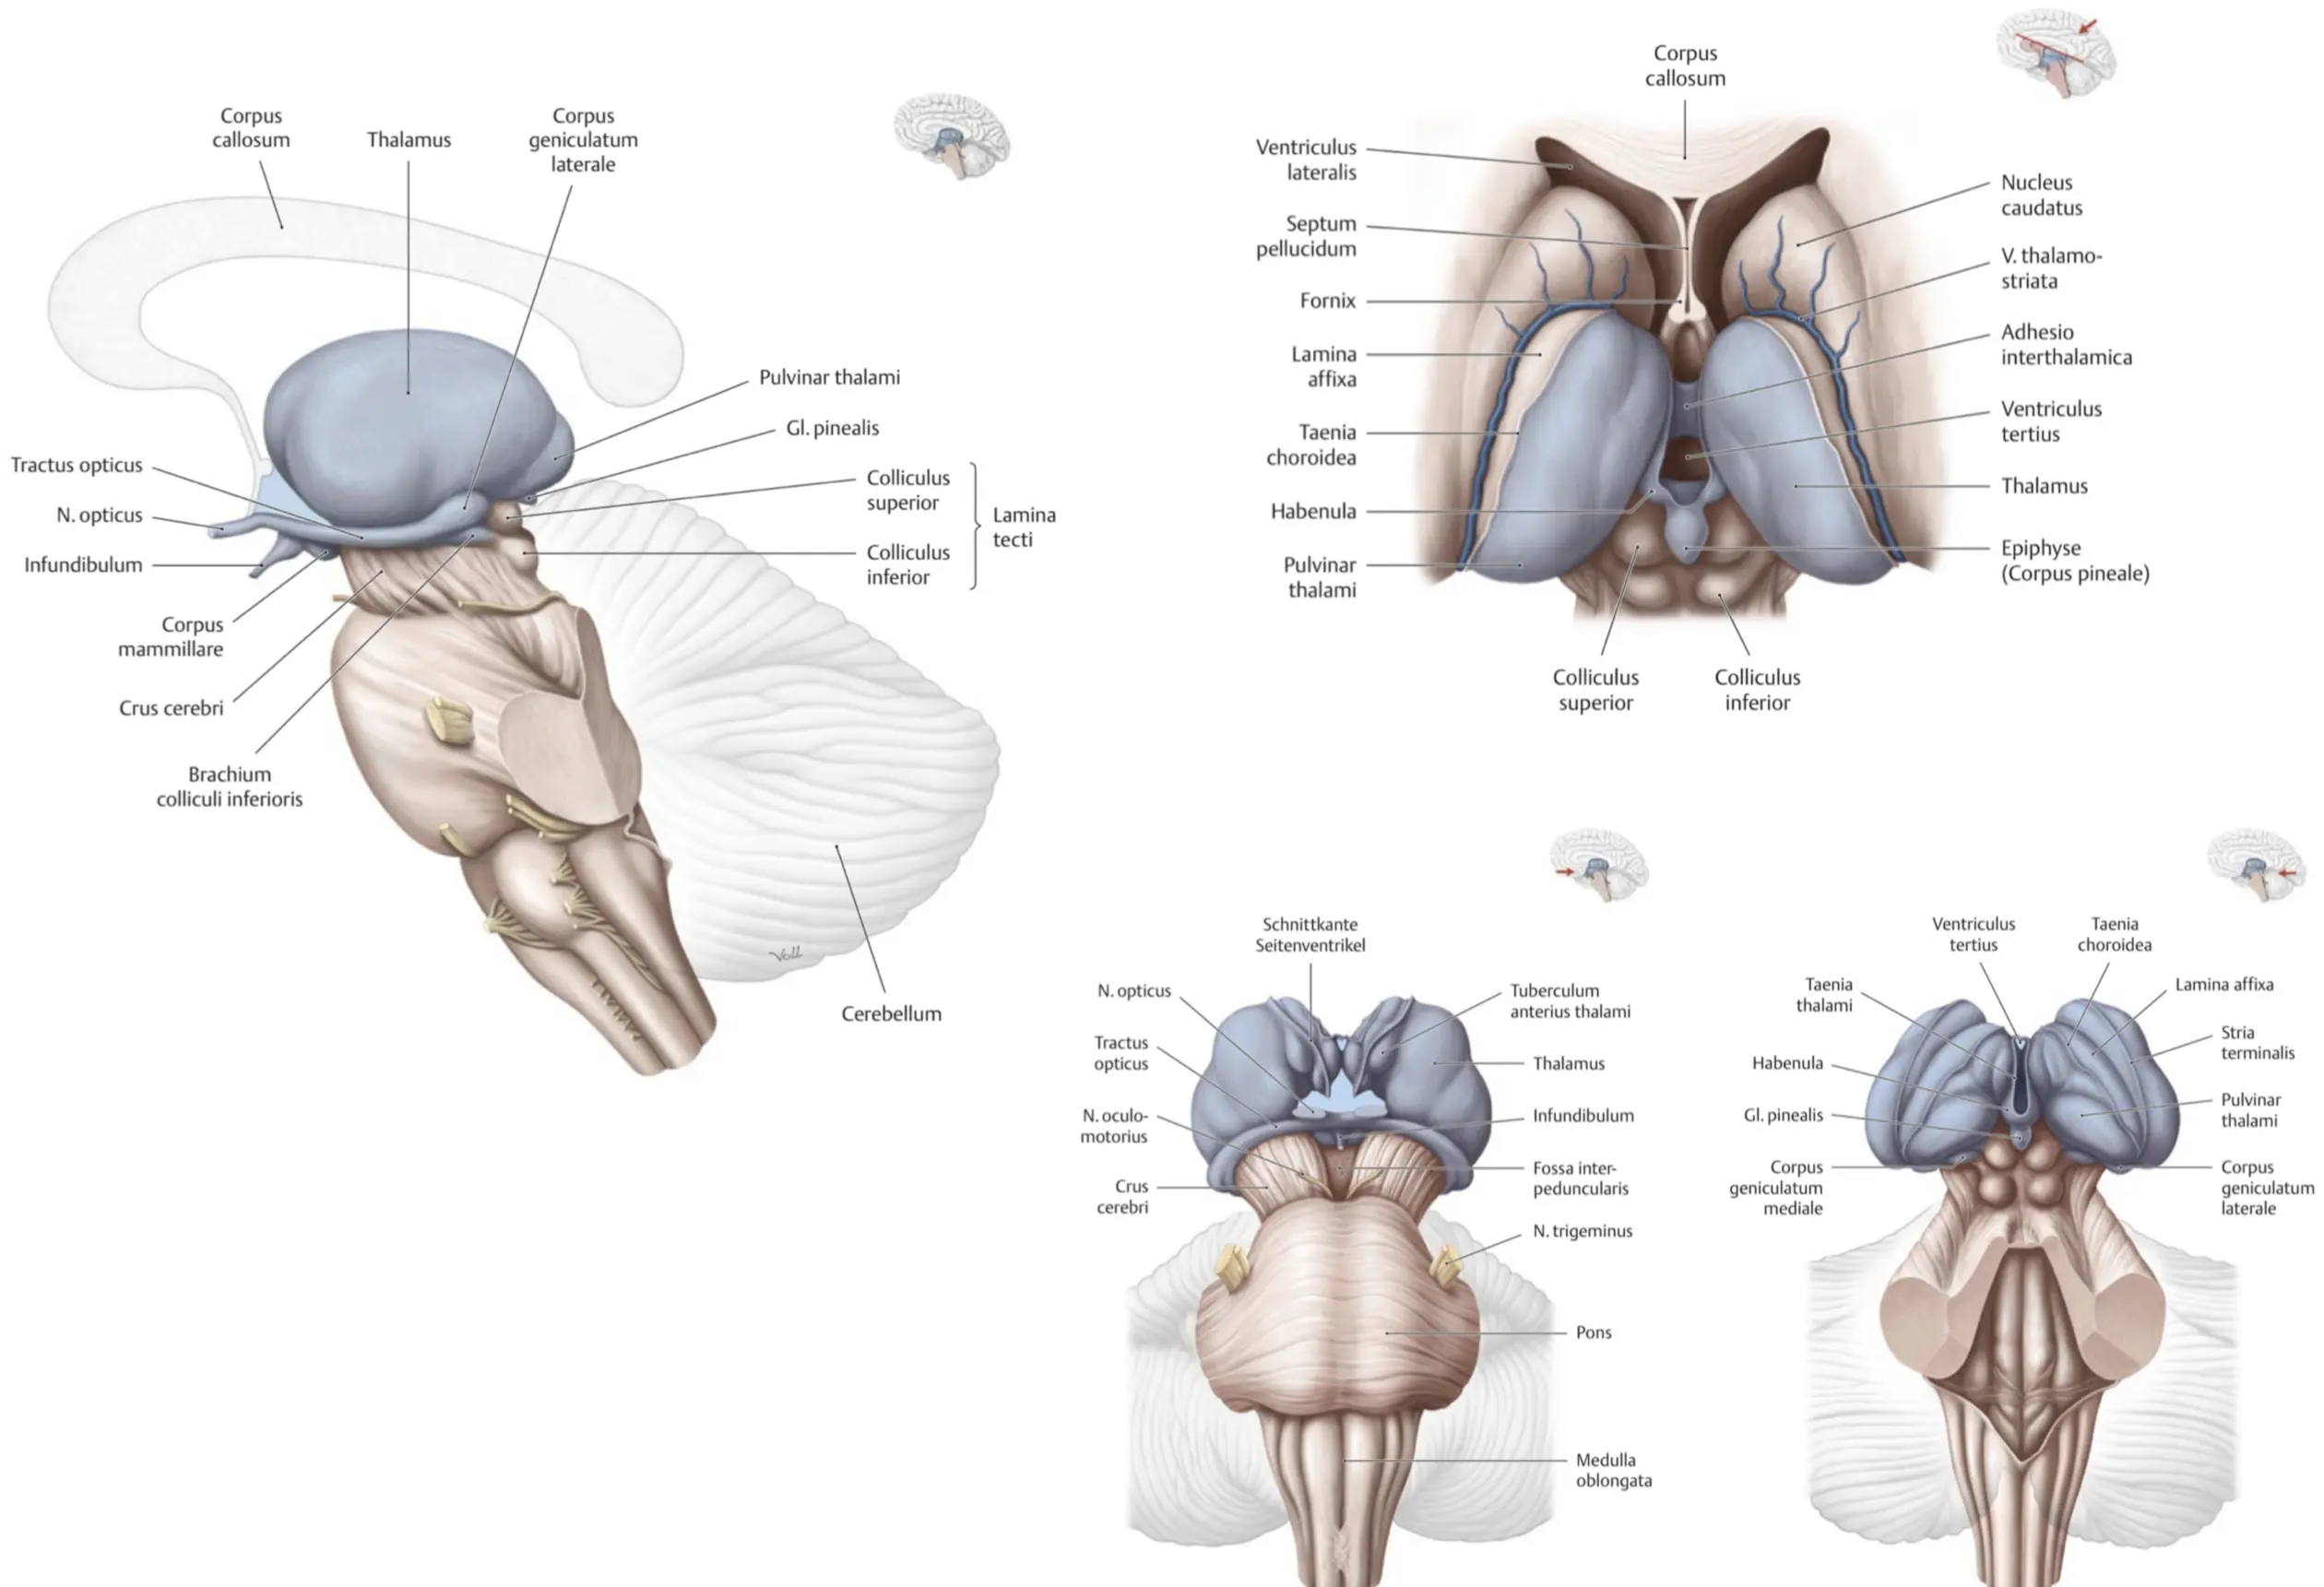 Corpus
callosum
Thalamus
Corpus
geniculatum
laterale
Pulvinar thalami
Gl. pinealis
Tractus opticus
Colliculus
superior
N. opticus
Lamina
tecti
Infundibulum
Colliculus
inferior
Corpus
mammillare
Crus cerebri
Brachium
colliculi inferioris
Voll
Cerebellum
Corpus
callosum
Ventriculus
lateralis
Septum
pellucidum
Fornix
Lamina
affixa
Taenia
choroidea
Habenula
Pulvinar
thalami
Nucleus
caudatus
V. thalamo-
striata
Adhesio
interthalamica
Ventriculus
tertius
Thalamus
Epiphyse
(Corpus pineale)
Colliculus
superior
Colliculus
inferior
Schnittkante
Seitenventrikel
N. opticus
Tractus
opticus
N. oculo-
motorius
Crus
cerebri
Tuberculum
anterius thalami
Thalamus
Infundibulum
Fossa inter-
peduncularis
N. trigeminus
Pons
Medulla
oblongata
Ventriculus
tertius
Taenia
choroidea
Taenia
thalami
Habenula
Gl. pinealis
Corpus
geniculatum
mediale
Lamina affixa
Stria
terminalis
Pulvinar
thalami
Corpus
geniculatum
laterale